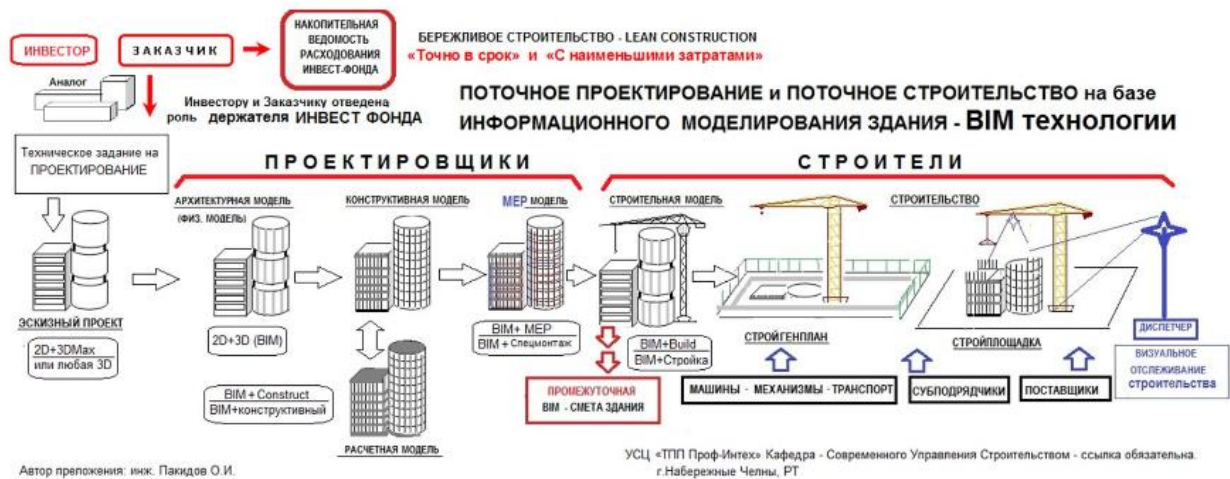 ИНВЕСТОР
ЗАКАЗЧИК
НАКОПИТЕЛЬНАЯ
ВЕДОМОСТЬ
РАСХОДОВАНИЯ
ИНВЕСТ-ФОНДА
БЕРЕЖЛИВОЕ СТРОИТЕЛЬСТВО - LEAN CONSTRUCTION
«Точно в срок» и «С наименьшими затратами»
Аналог
Инвестору и Заказчику отведена
роль держателя ИНВЕСТ ФОНДА
ПОТОЧНОЕ ПРОЕКТИРОВАНИЕ и ПОТОЧНОЕ СТРОИТЕЛЬСТВО на базе
ИНФОРМАЦИОННОГО МОДЕЛИРОВАНИЯ ЗДАНИЯ - BIM технологии
Техническое задание на
ПРОЕКТИРОВАНИЕ
ПРОЕКТИРОВЩИКИ
СТРОИТЕЛИ
АРХИТЕКТУРНАЯ МОДЕЛЬ
(ФИЗ. МОДЕЛЬ)
КОНСТРУКТИВНАЯ МОДЕЛЬ
MEP МОДЕЛЬ
СТРОИТЕЛЬНАЯ МОДЕЛЬ
СТРОИТЕЛЬСТВО
ЭСКИЗНЫЙ ПРОЕКТ
2D+3DMax
или любая 3D
2D+3D (BIM)
BIM+Construct
BIM+конструктивный
РАСЧЕТНАЯ МОДЕЛЬ
BIM+ MEP
BIM+Спецмонтаж
BIM+Build
BIM+Стройка
ПРОМЕЖУТОЧНАЯ
BIM - СМЕТА ЗДАНИЯ
СТРОЙГЕНПЛАН
СТРОЙПЛОЩАДКА
МАШИНЫ - МЕХАНИЗМЫ - ТРАНСПОРТ
СУБПОДРЯДЧИКИ
ПОСТАВЩИКИ
ДИСПЕТЧЕР
ВИЗУАЛЬНОЕ
ОТСЛЕЖИВАНИЕ
строительства
Автор преложения: инж. Пакидов О.И.
УСЦ «ТПП Проф-Интех» Кафедра - Современного Управления Строительством - ссылка обязательна.
г.Набережные Челны, РТ